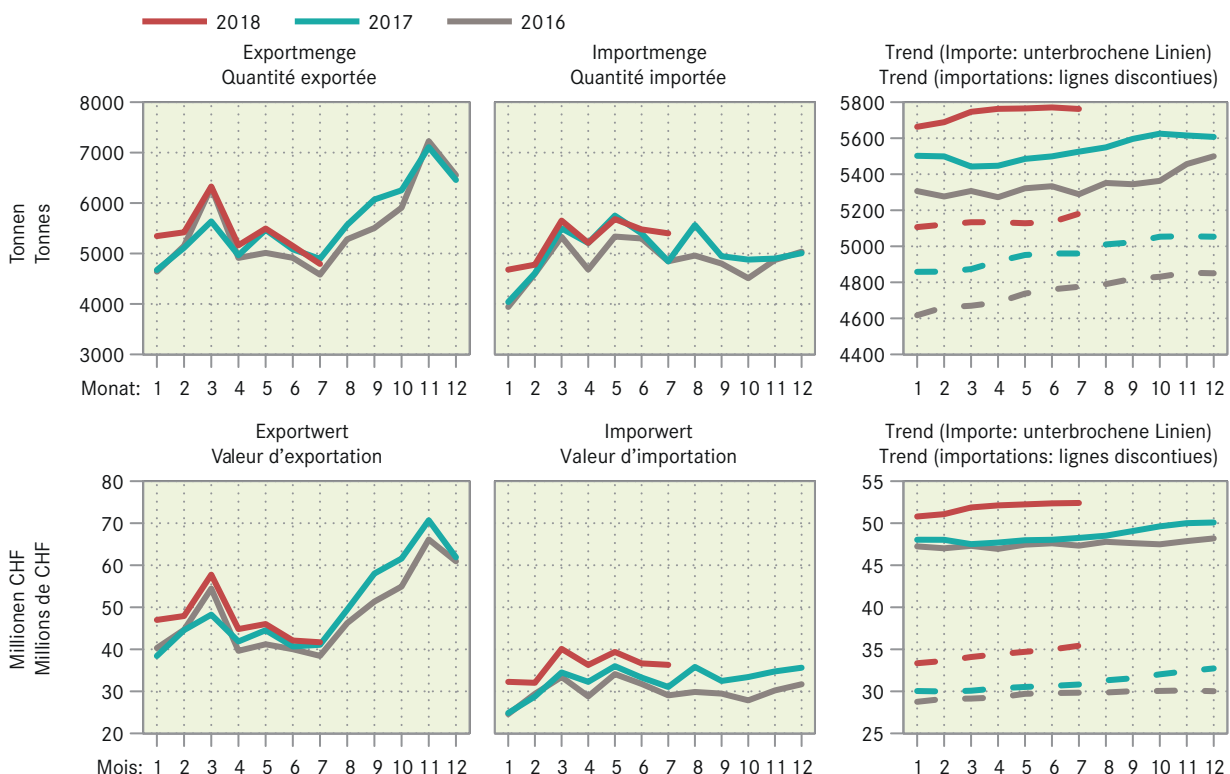 2018 2017 2016
Exportmenge
Quantité exportée
Importmenge
Quantité importée
Trend (Importe: unterbrochene Linien)
Trend (importations: lignes discontiues)
Tonnen
Tonnes
8000
7000
6000
5000
4000
3000
5800
5600
5400
5200
5000
4800
4600
4400
Monat: 1 2 3 4 5 6 7 8 9 10 11 12
1 2 3 4 5 6 7 8 9 10 11 12
1 2 3 4 5 6 7 8 9 10 11 12
Exportwert
Valeur d'exportation
Imporwert
Valeur d'importation
Trend (Importe: unterbrochene Linien)
Trend (importations: lignes discontiues)
Millionen CHF
Millions de CHF
80
70
60
50
40
30
20
55
50
45
40
35
30
25
Mois: 1 2 3 4 5 6 7 8 9 10 11 12
1 2 3 4 5 6 7 8 9 10 11 12
1 2 3 4 5 6 7 8 9 10 11 12